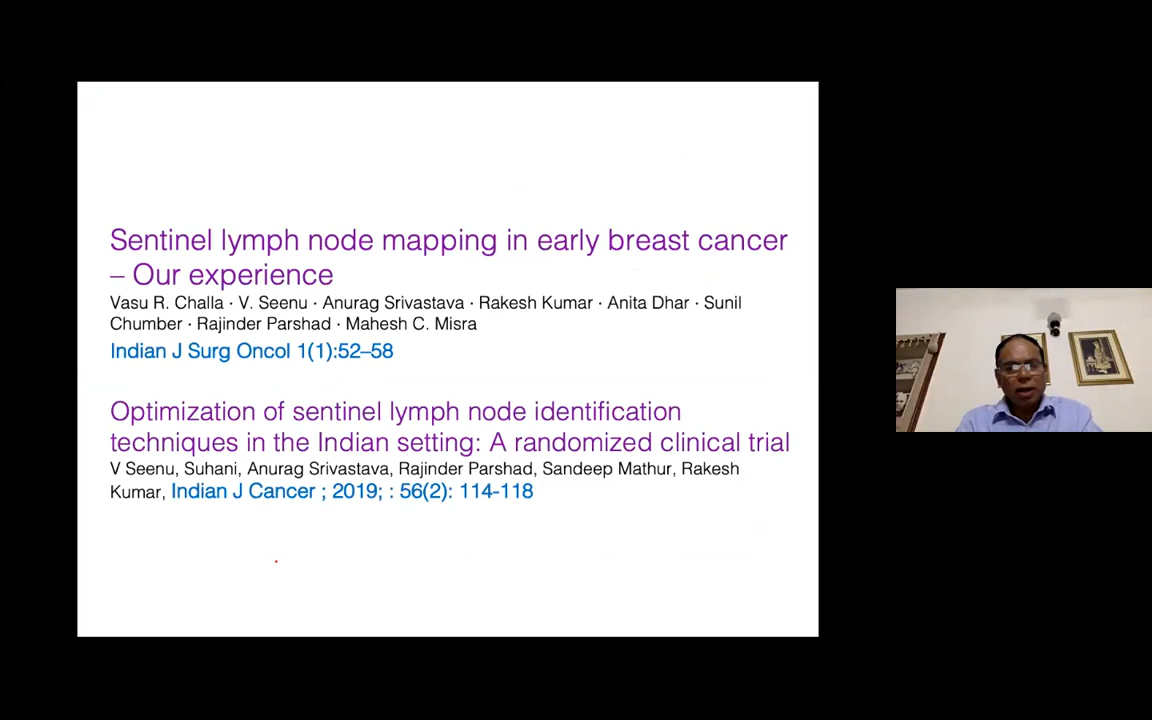 Sentinel lymph node mapping in early breast cancer
– Our experience
Vasu R. Challa · V. Seenu · Anurag Srivastava · Rakesh Kumar · Anita Dhar · Sunil
Chumber · Rajinder Parshad · Mahesh C. Misra
Indian J Surg Oncol 1(1):52–58
Optimization of sentinel lymph node identification
techniques in the Indian setting: A randomized clinical trial
V Seenu, Suhani, Anurag Srivastava, Rajinder Parshad, Sandeep Mathur, Rakesh
Kumar, Indian J Cancer ; 2019; : 56(2): 114-118